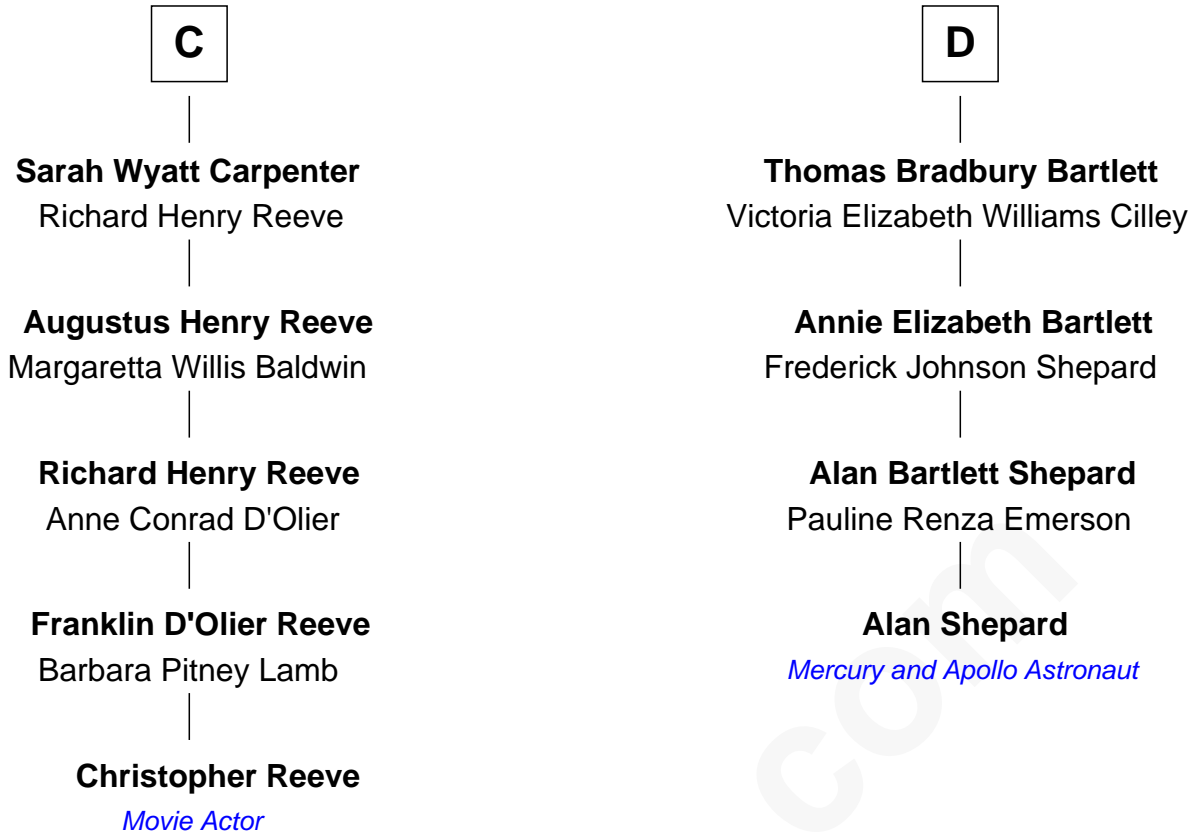 C
Sarah Wyatt Carpenter
Richard Henry Reeve
Augustus Henry Reeve
Margaretta Willis Baldwin
Richard Henry Reeve
Anne Conrad D'Olier
Franklin D'Olier Reeve
Barbara Pitney Lamb
Christopher Reeve
Movie Actor
D
Thomas Bradbury Bartlett
Victoria Elizabeth Williams Cilley
Annie Elizabeth Bartlett
Frederick Johnson Shepard
Alan Bartlett Shepard
Pauline Renza Emerson
Alan Shepard
Mercury and Apollo Astronaut
com